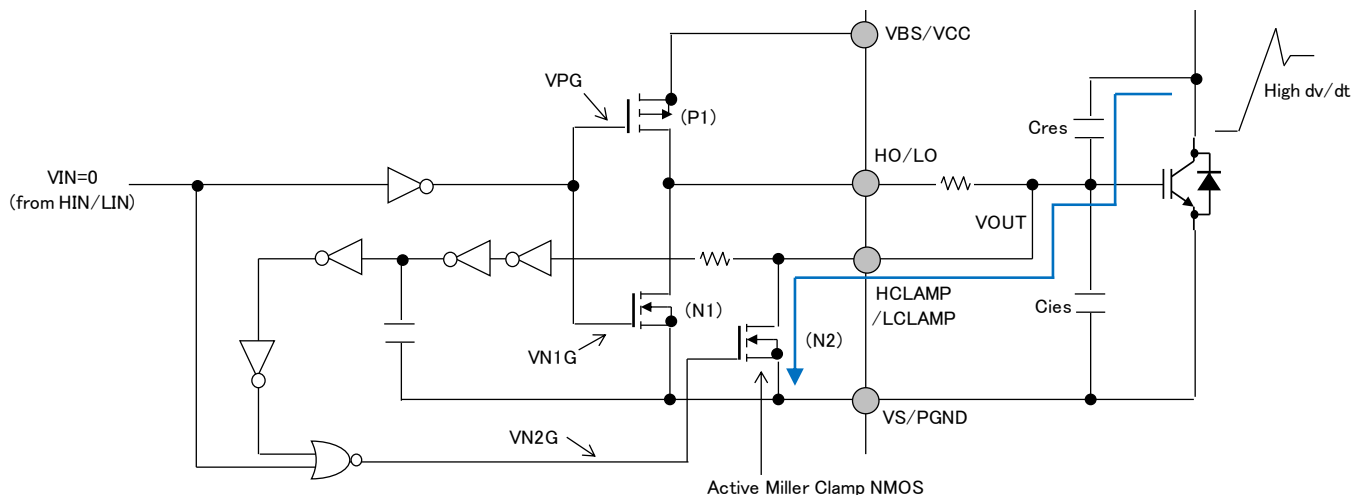 VBS/VCC
VPG
(P1)
High dv/dt
Cres
HO/LO
VIN=0
(from HIN/LIN)
VOUT
HCLAMP
/LCLAMP
Cies
(N1)
(N2)
VN1G
VS/PGND
VN2G
Active Miller Clamp NMOS